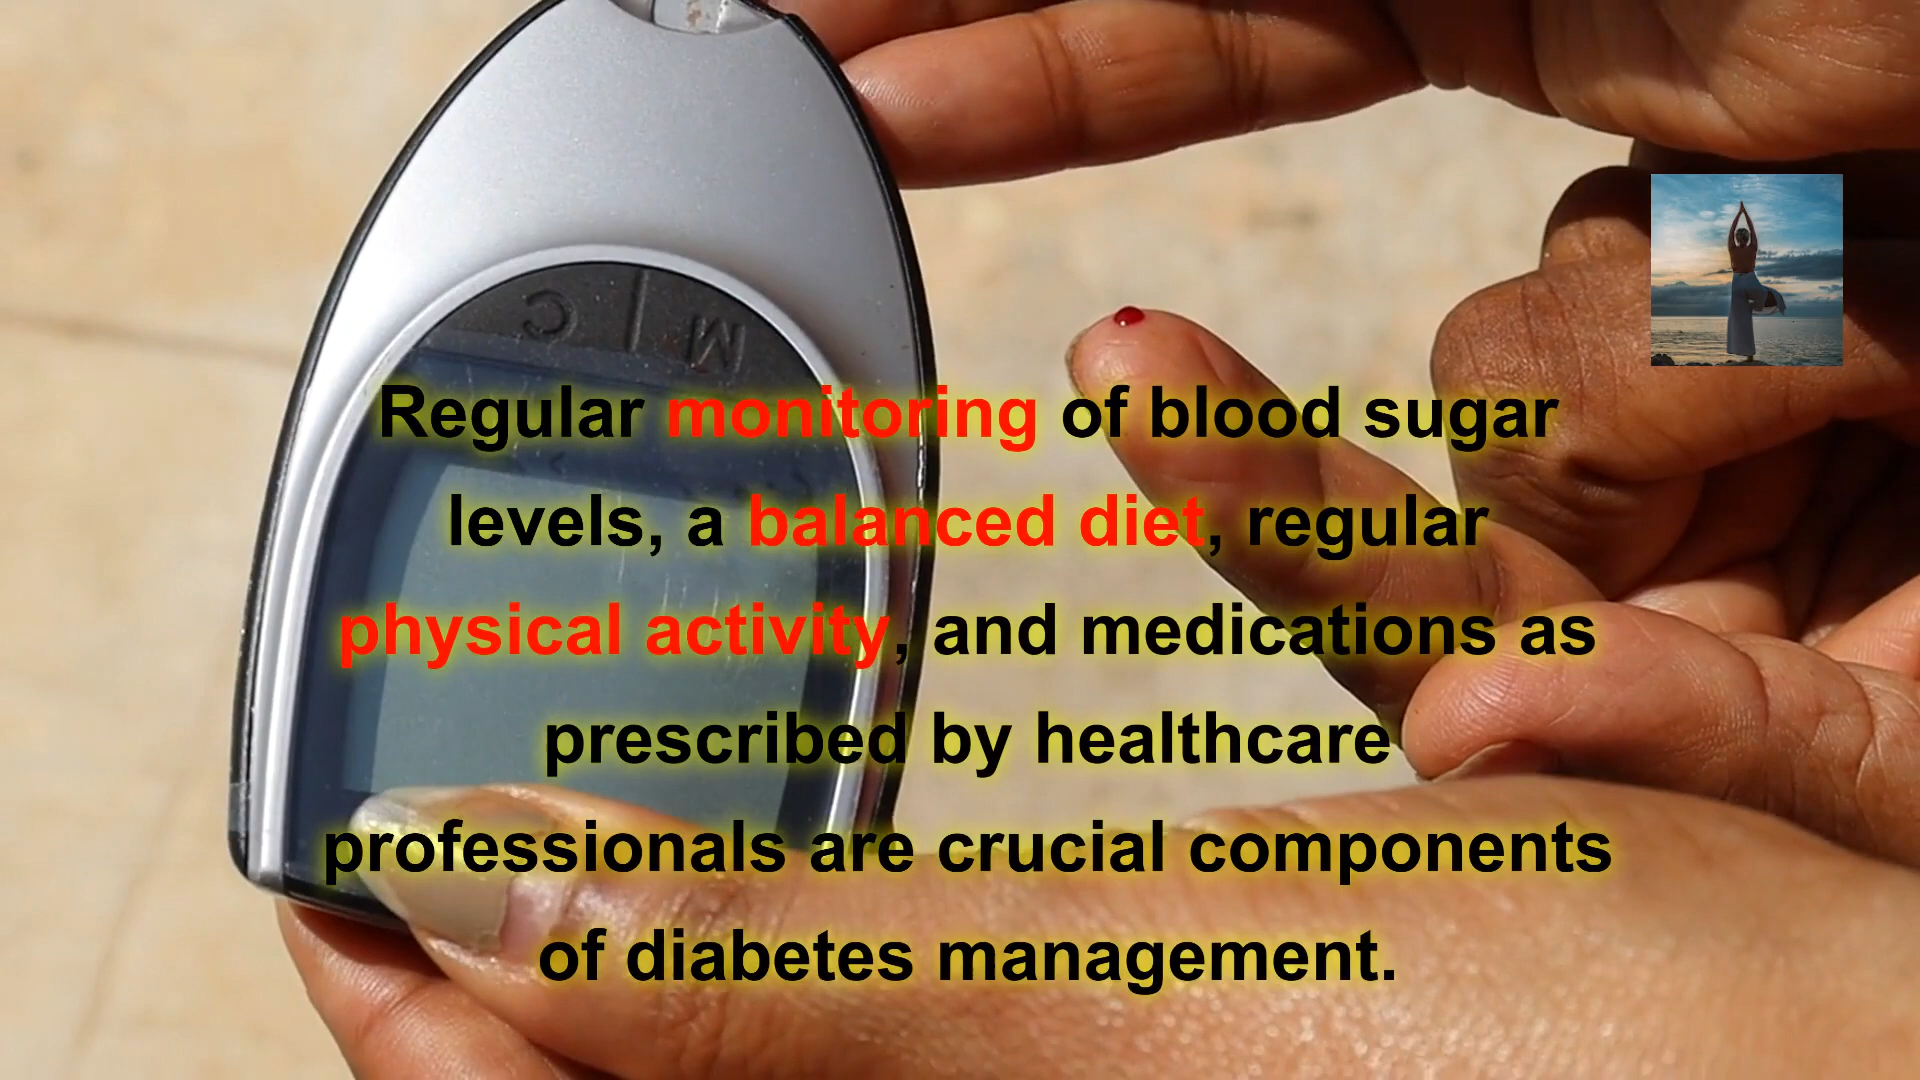 C | M
Regular monitoring of blood sugar
levels, a balanced diet, regular
physical activity, and medications as
prescribed by healthcare
professionals are crucial components
of diabetes management.